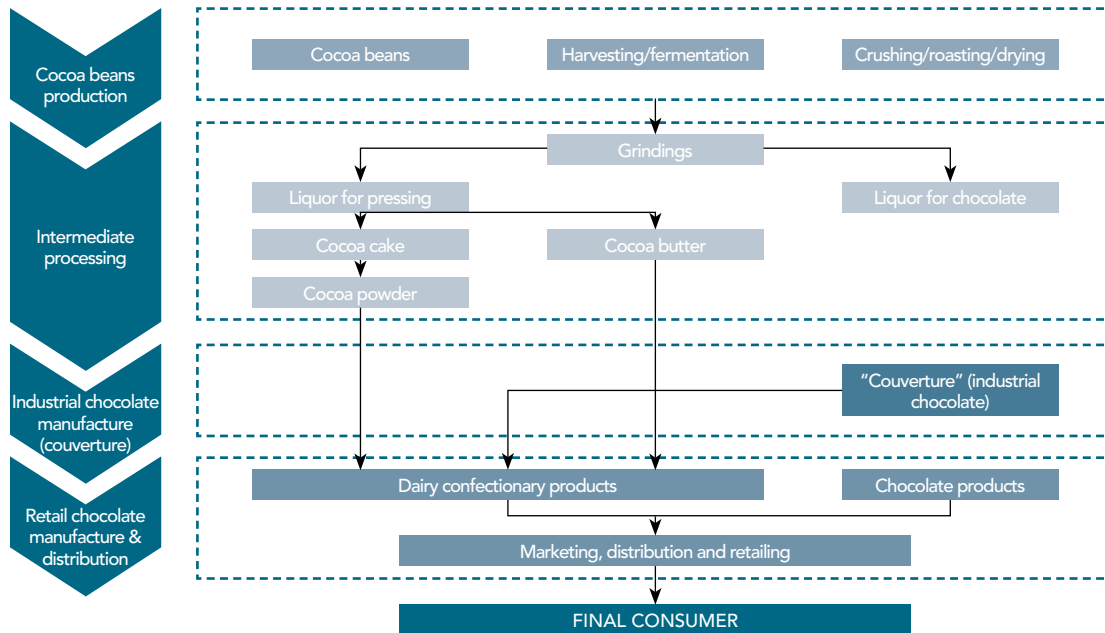 Cocoa beans
production
Cocoa beans
Harvesting/fermentation
Crushing/roasting/drying
Intermediate
processing
Grindings
Liquor for pressing
Liquor for chocolate
Cocoa cake
Cocoa butter
Cocoa powder
Industrial chocolate
manufacture
(couverture)
"Couverture" (industrial
chocolate)
Retail chocolate
manufacture &
distribution
Dairy confectionary products
Chocolate products
Marketing, distribution and retailing
FINAL CONSUMER